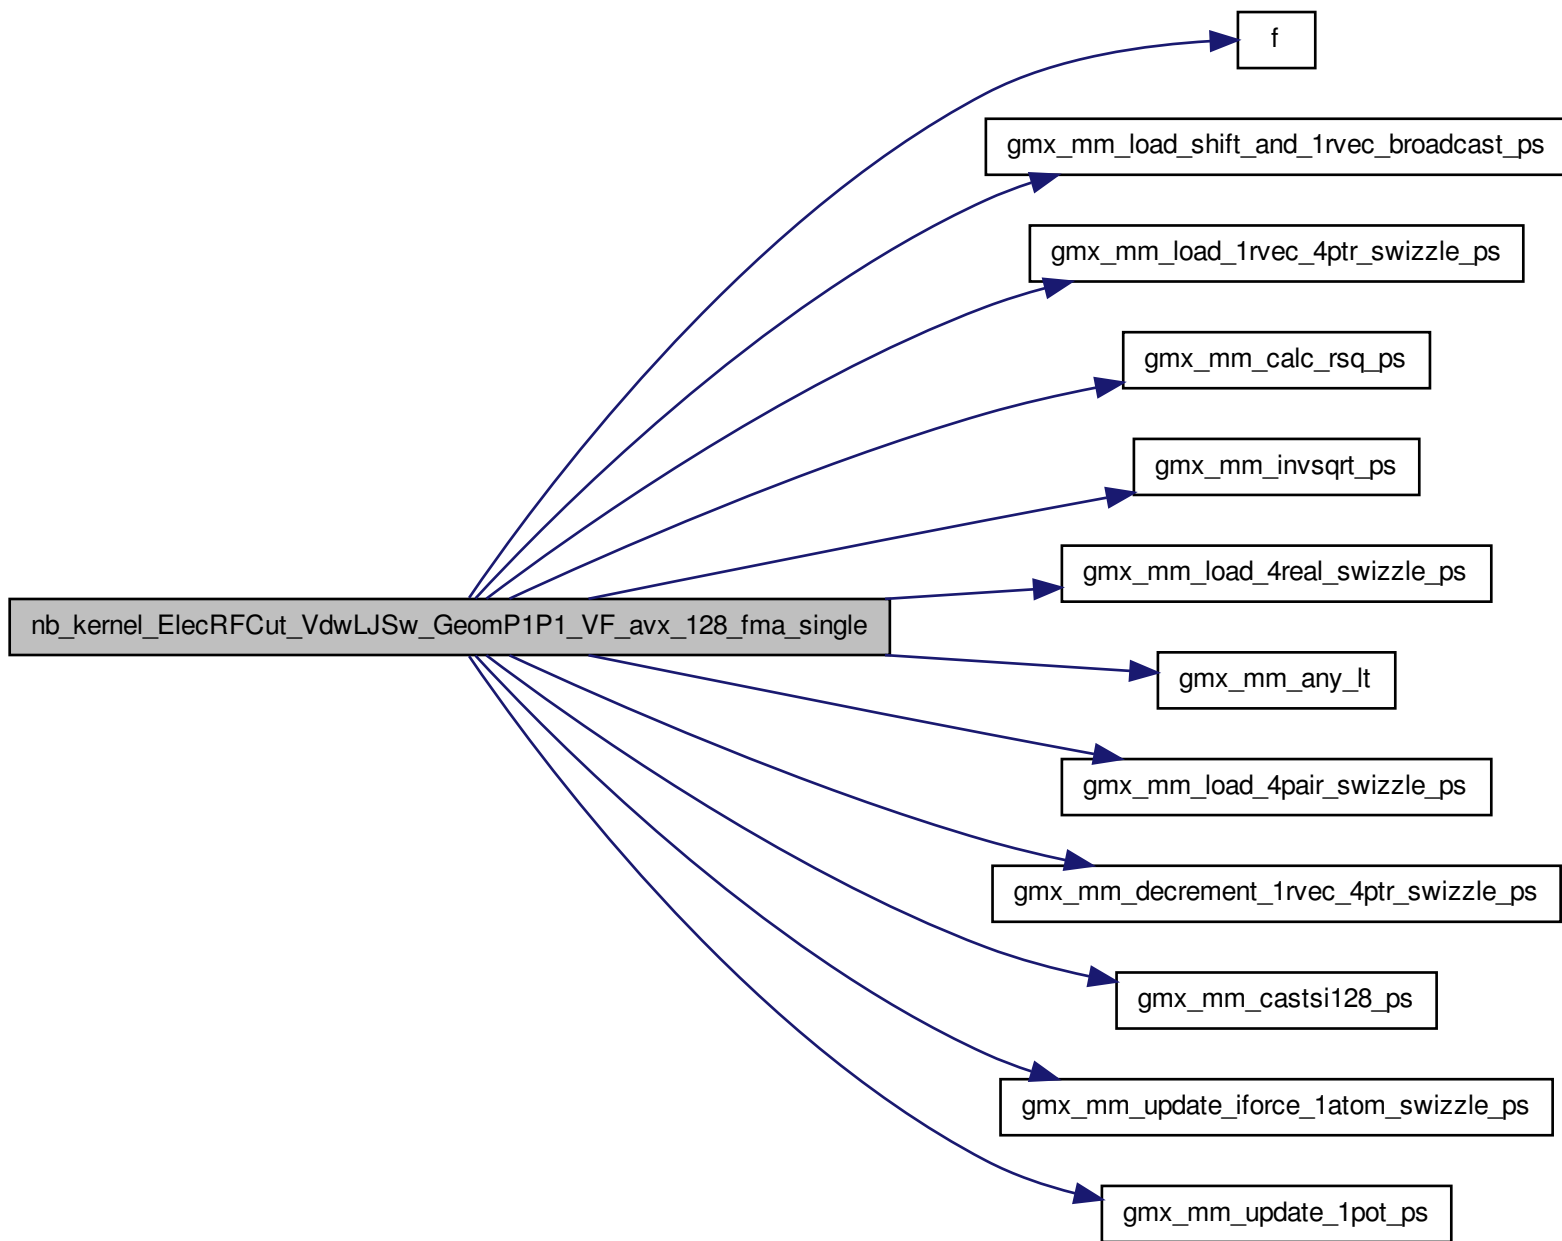 f
gmx_mm_load_shift_and_1rvec_broadcast_ps
gmx_mm_load_1rvec_4ptr_swizzle_ps
gmx_mm_calc_rsq_ps
gmx_mm_invsqrt_ps
gmx_mm_load_4real_swizzle_ps
nb_kernel_ElecRFCut_VdwLJSw_GeomP1P1_VF_avx_128_fma_single
gmx_mm_any_lt
gmx_mm_load_4pair_swizzle_ps
gmx_mm_decrement_1rvec_4ptr_swizzle_ps
gmx_mm_castsi128_ps
gmx_mm_update_iforce_1atom_swizzle_ps
gmx_mm_update_1pot_ps